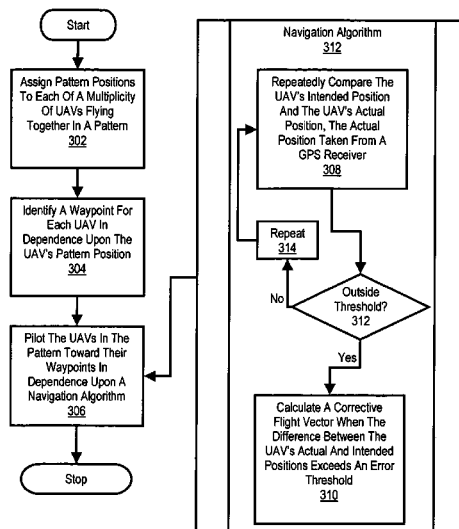 Start
Assign Pattern Positions
To Each Of A Multiplicity
Of UAVs Flying
Together In A Pattern
302
Identify A Waypoint For
Each UAV In
Dependence Upon The
UAV's Pattern Position
304
Pilot The UAVs In The
Pattern Toward Their
Waypoints In
Dependence Upon A
Navigation Algorithm
306
Stop
Navigation Algorithm
312
Repeatedly Compare The
UAV's Intended Position
And The UAV's Actual
Position, The Actual
Position Taken From A
GPS Receiver
308
Repeat
314
No
Outside
Threshold?
312
Yes
Calculate A Corrective
Flight Vector When The
Difference Between The
UAV's Actual And Intended
Positions Exceeds An Error
Threshold
310